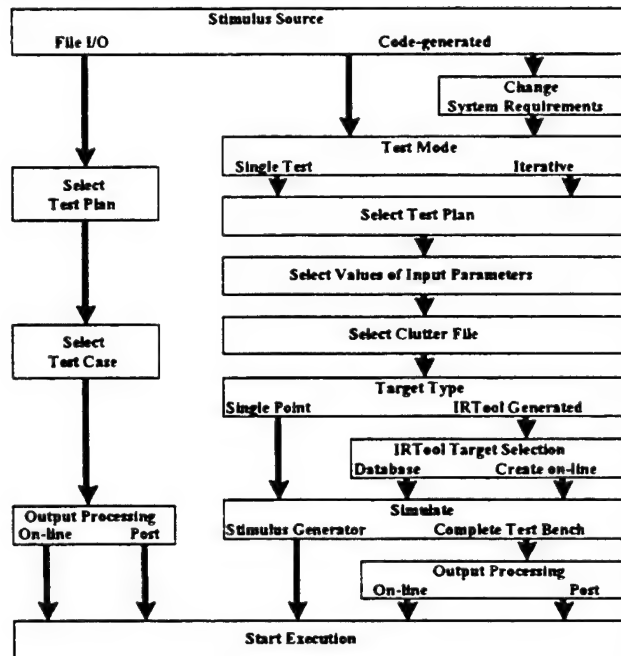 Stimulus Source
File I/O Code-generated
Change
System Requirements
Test Mode
Single Test Iterative
Select
Test Plan
Select Test Plan
Select Values of Input Parameters
Select Clutter File
Select
Test Case
Target Type
Single Point IRTool Generated
IRTool Target Selection
Database Create on-line
Output Processing
On-line Post
Simulate
Stimulus Generator Complete Test Bench
Output Processing
On-line Post
Start Execution